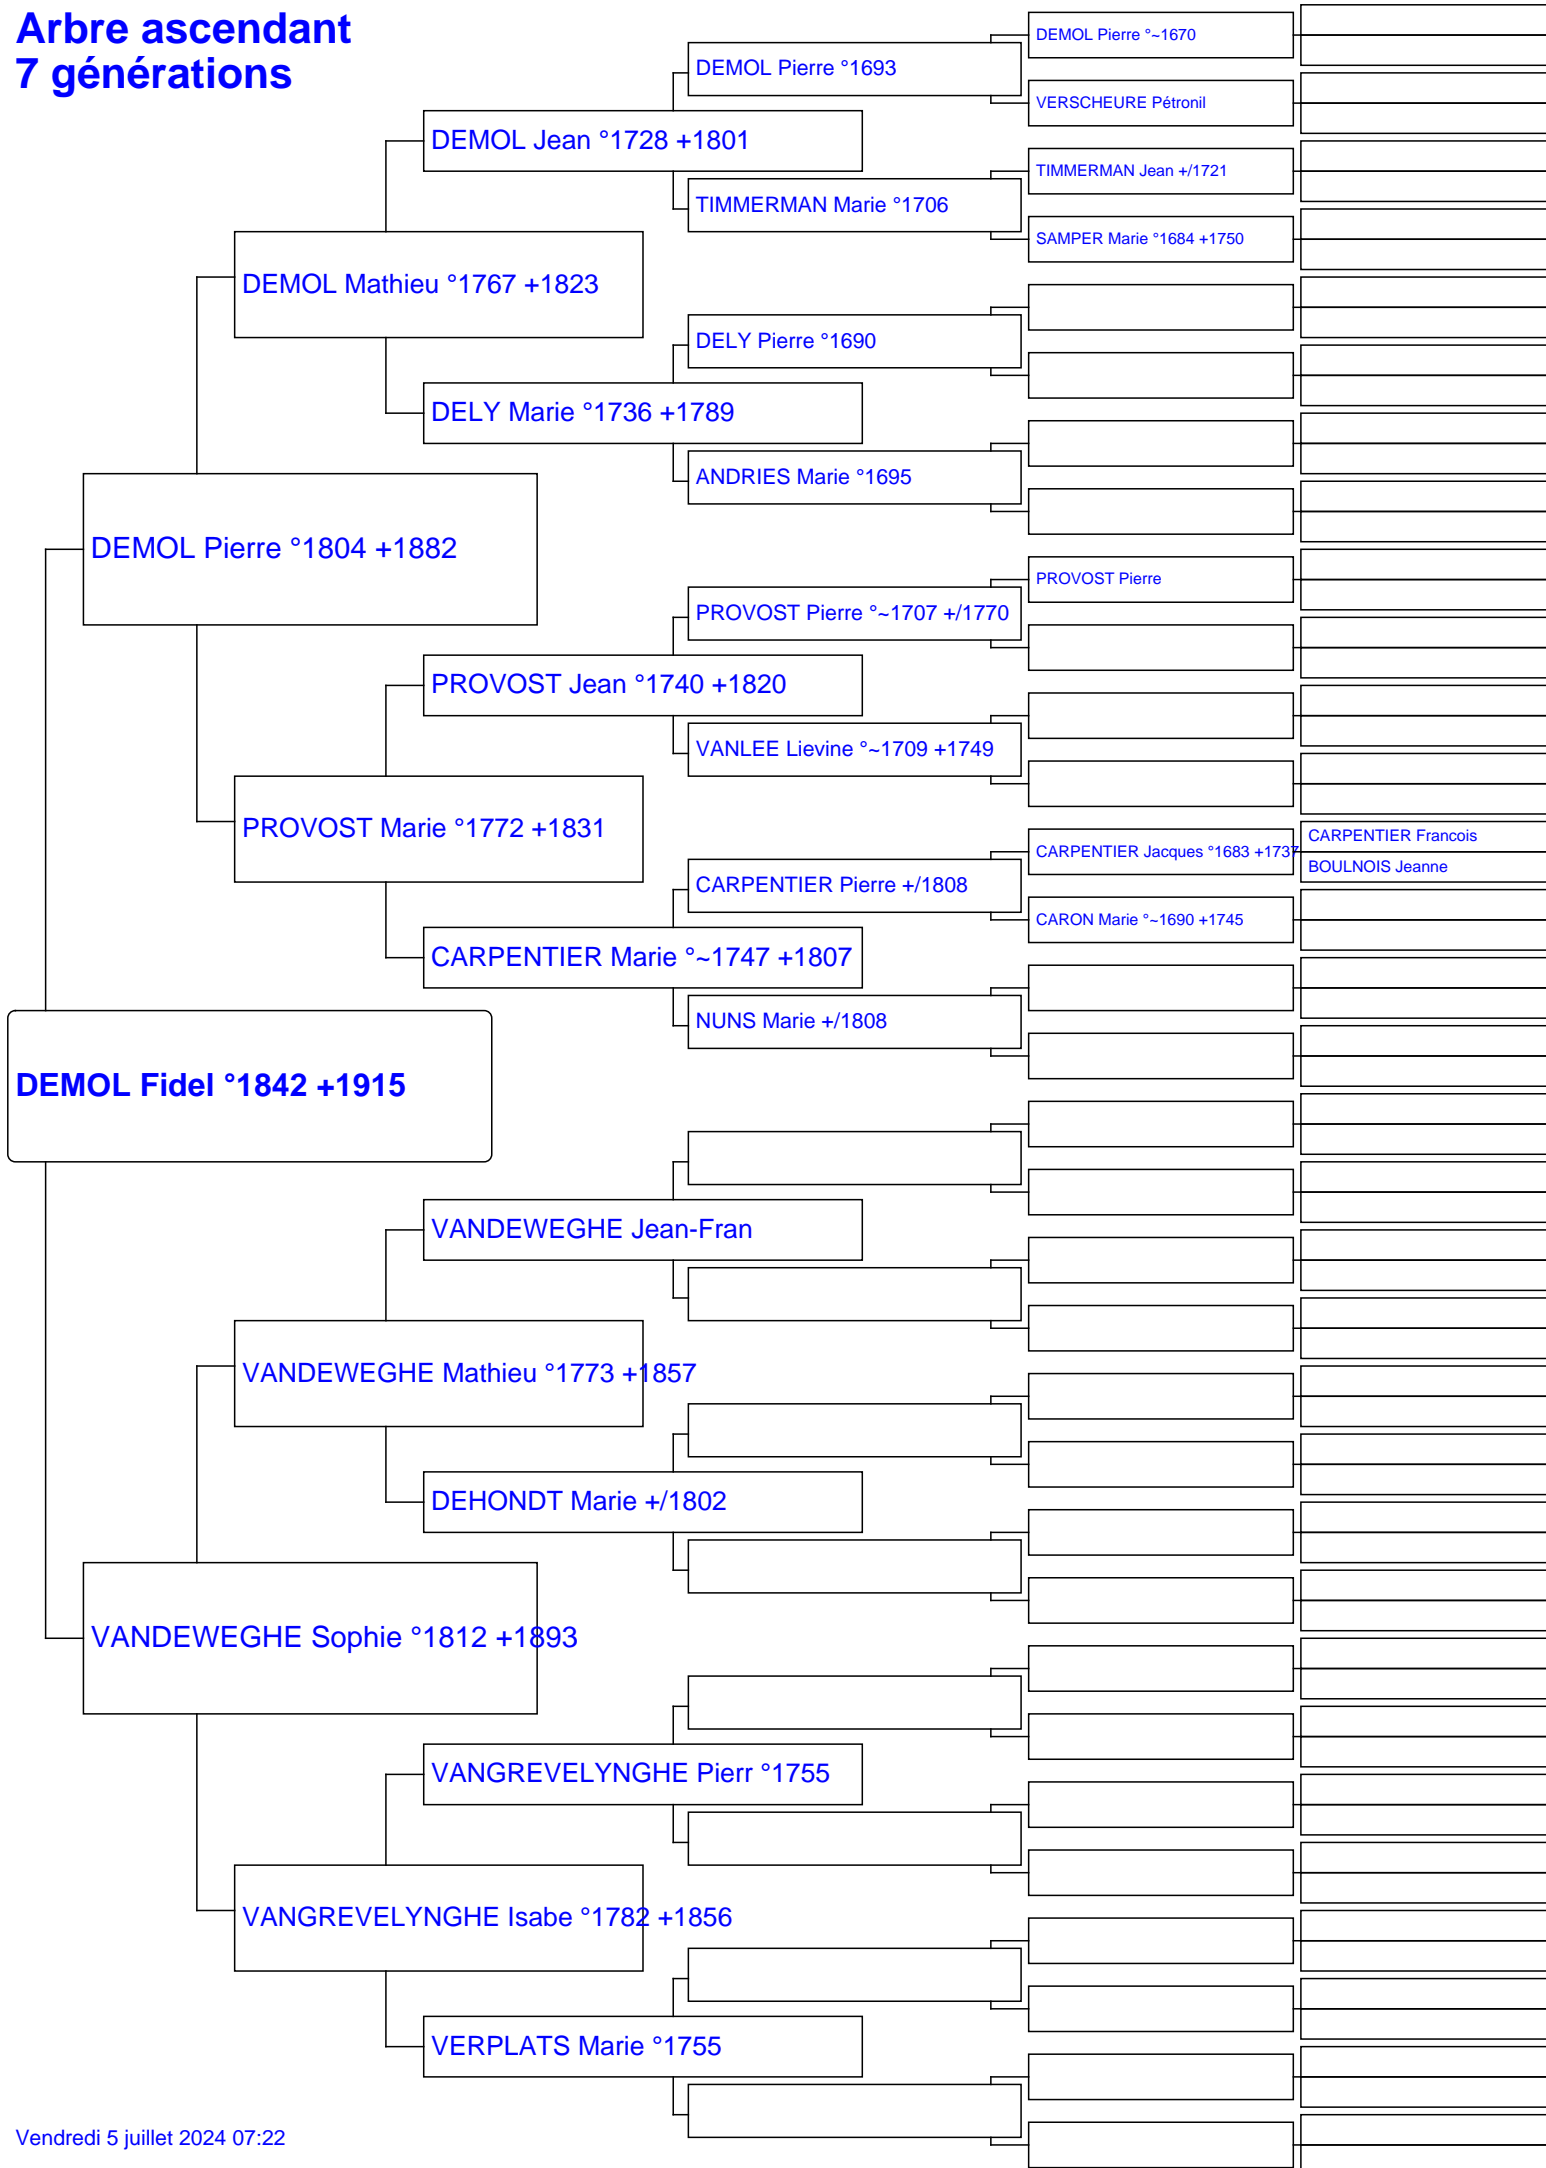 Arbre ascendant
7 générations
DEMOL Pierre °~1670
DEMOL Pierre °1693
VERSCHEURE Pétronil
DEMOL Jean °1728 +1801
TIMMERMAN Jean +/1721
TIMMERMAN Marie °1706
SAMPER Marie °1684 +1750
DEMOL Mathieu °1767 +1823
DELY Pierre °1690
DELY Marie °1736 +1789
ANDRIES Marie °1695
DEMOL Pierre °1804 +1882
PROVOST Pierre
PROVOST Pierre °~1707 +/1770
PROVOST Jean °1740 +1820
VANLEE Lievine °~1709 +1749
PROVOST Marie °1772 +1831
CARPENTIER Francois
CARPENTIER Jacques °1683 +1737
BOULNOIS Jeanne
CARPENTIER Pierre +/1808
CARON Marie °~1690 +1745
CARPENTIER Marie °~1747 +1807
NUNS Marie +/1808
DEMOL Fidel °1842 +1915
VANDEWEGHE Jean-Fran
VANDEWEGHE Mathieu °1773 +1857
DEHONDT Marie +/1802
VANDEWEGHE Sophie °1812 +1893
VANGREVELYNGHE Pierr °1755
VANGREVELYNGHE Isabe °1782 +1856
VERPLATS Marie °1755
Vendredi 5 juillet 2024 07:22